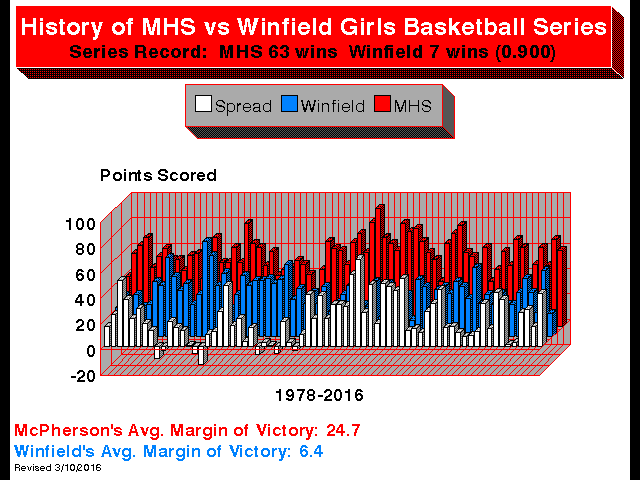 History of MHS vs Winfield Girls Basketball Series
Series Record:  MHS 63 wins  Winfield 7 wins (0.900)
Spread Winfield MHS
Points Scored
100
80
60
40
20
0
-20
1978-2016
McPherson's Avg. Margin of Victory: 24.7
Winfield's Avg. Margin of Victory: 6.4
Revised 3/10/2016